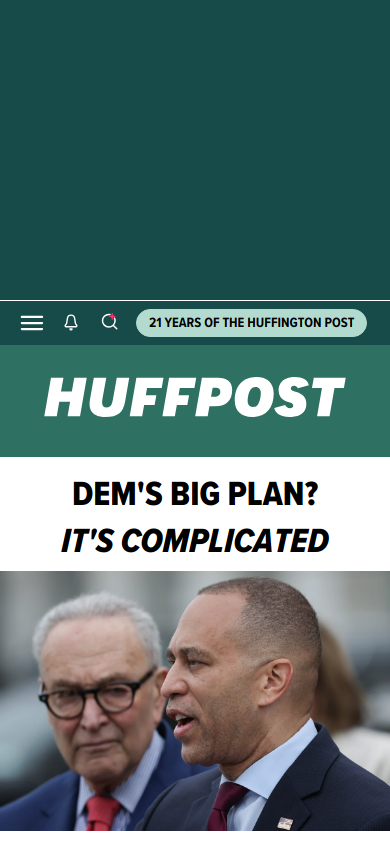 21 YEARS OF THE HUFFINGTON POST
HUFFPOST
DEM'S BIG PLAN?
IT'S COMPLICATED